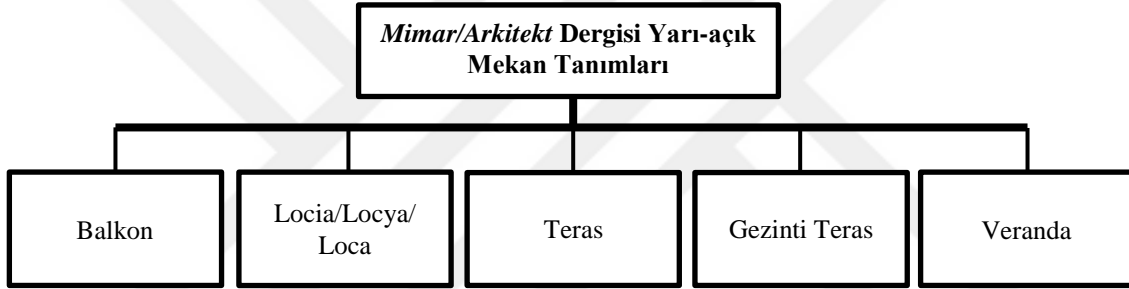 Mimar/Arkitekt Dergisi Yarı-açık
Mekan Tanımları
Balkon
Locia/Locya/
Loca
Teras
Gezinti Teras
Veranda